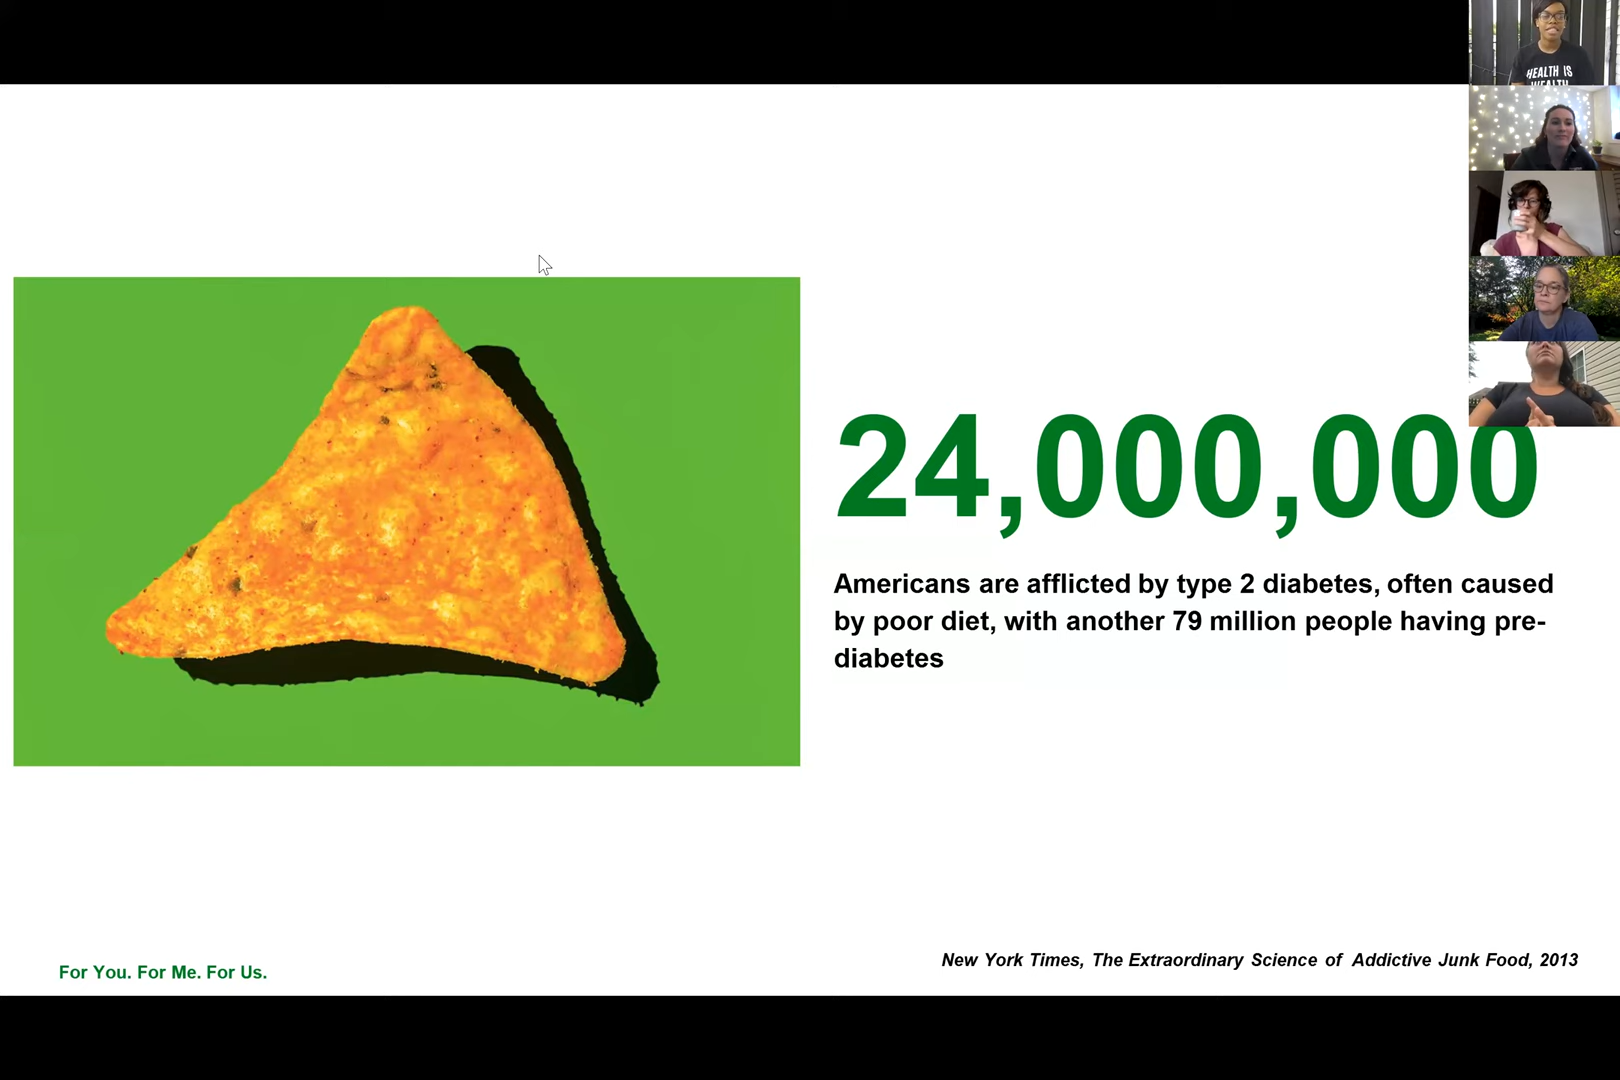 HEALTH IS
WEALTH
24,000,000
Americans are afflicted by type 2 diabetes, often caused
by poor diet, with another 79 million people having pre-
diabetes
New York Times, The Extraordinary Science of Addictive Junk Food, 2013
For You. For Me. For Us.